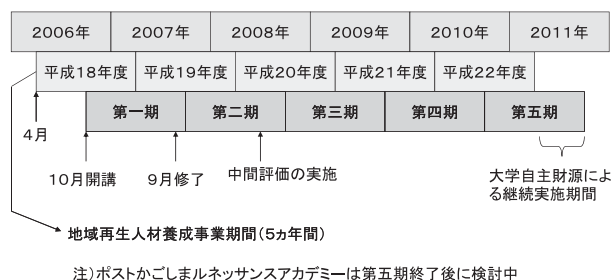 2006年 2007年 2008年 2009年 2010年 2011年
平成18年度 平成19年度 平成20年度 平成21年度 平成22年度
第一期 第二期 第三期 第四期 第五期
4月
10月開講 9月修了 中間評価の実施 大学自主財源によ
る継続実施期間
地域再生人材養成事業期間(5ヵ年間)
注)ポストかごしまルネッサンスアカデミーは第五期終了後に検討中